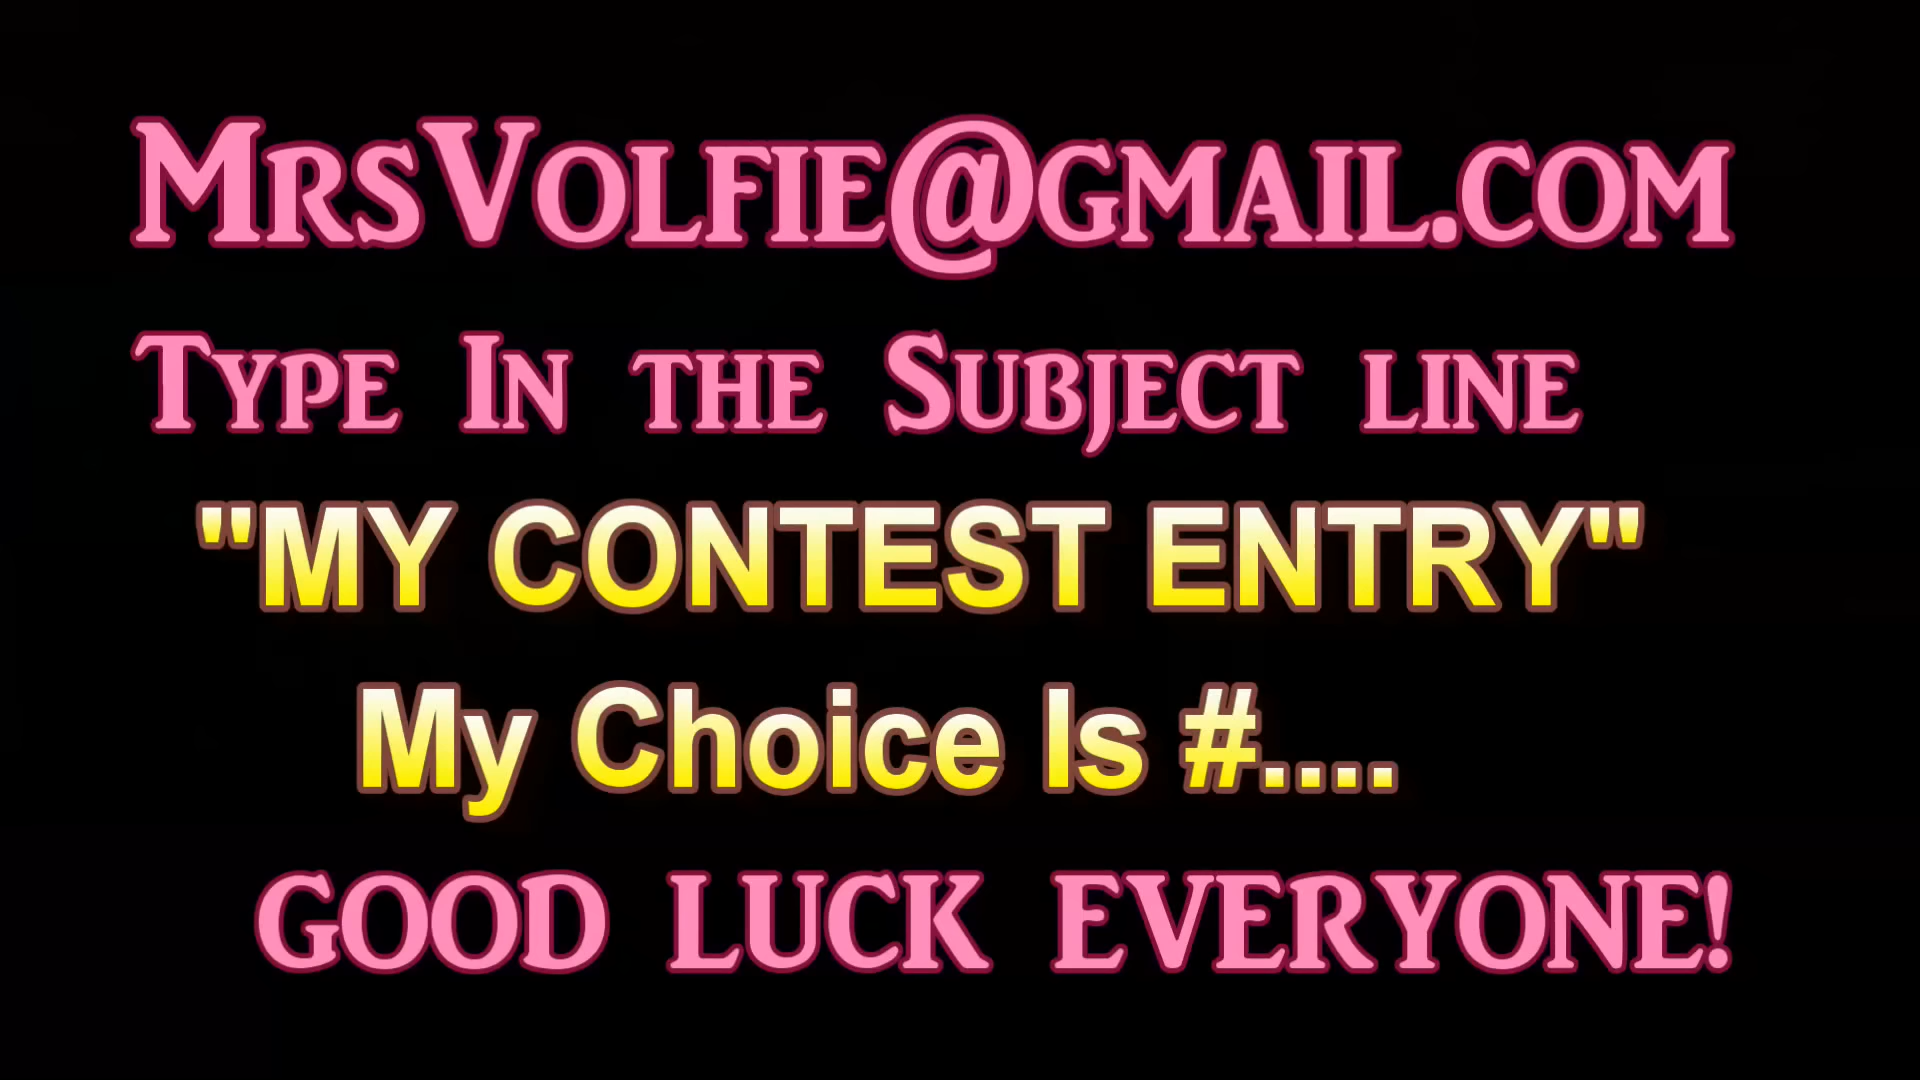 MrsVolfie@gmail.com
Type In the Subject line
"MY CONTEST ENTRY"
My Choice Is #....
GOOD LUCK EVERYONE!